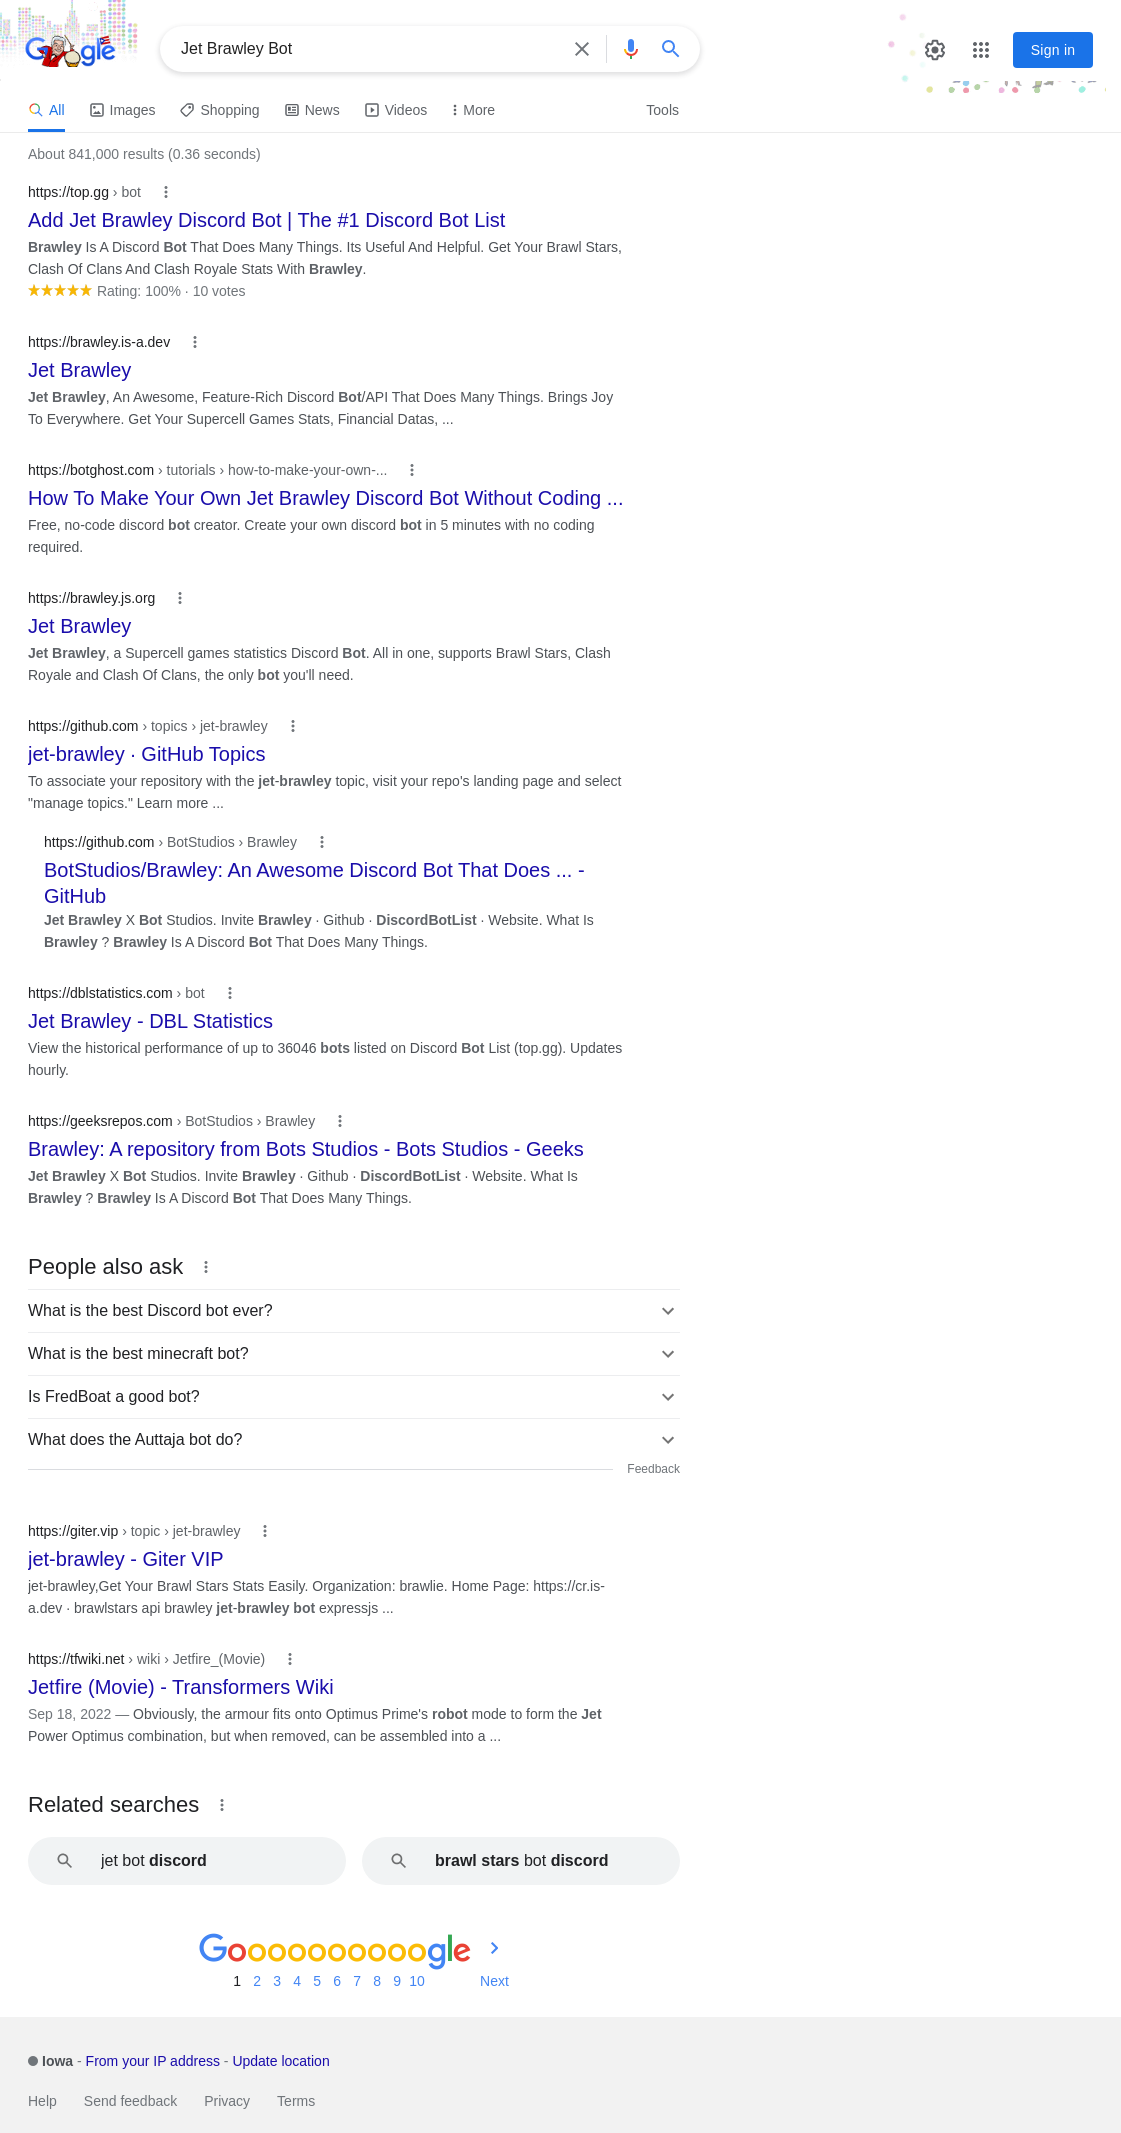 Google
Jet Brawley Bot
Sign in
All Images Shopping News Videos More Tools
About 841,000 results (0.36 seconds)
https://top.gg › bot
Add Jet Brawley Discord Bot | The #1 Discord Bot List
Brawley Is A Discord Bot That Does Many Things. Its Useful And Helpful. Get Your Brawl Stars,
Clash Of Clans And Clash Royale Stats With Brawley.
Rating: 100% · 10 votes
https://brawley.is-a.dev
Jet Brawley
Jet Brawley, An Awesome, Feature-Rich Discord Bot/API That Does Many Things. Brings Joy
To Everywhere. Get Your Supercell Games Stats, Financial Datas, ...
https://botghost.com › tutorials › how-to-make-your-own-...
How To Make Your Own Jet Brawley Discord Bot Without Coding ...
Free, no-code discord bot creator. Create your own discord bot in 5 minutes with no coding
required.
https://brawley.js.org
Jet Brawley
Jet Brawley, a Supercell games statistics Discord Bot. All in one, supports Brawl Stars, Clash
Royale and Clash Of Clans, the only bot you'll need.
https://github.com › topics › jet-brawley
jet-brawley · GitHub Topics
To associate your repository with the jet-brawley topic, visit your repo's landing page and select
"manage topics." Learn more ...
https://github.com › BotStudios › Brawley
BotStudios/Brawley: An Awesome Discord Bot That Does ... -
GitHub
Jet Brawley X Bot Studios. Invite Brawley · Github · DiscordBotList · Website. What Is
Brawley ? Brawley Is A Discord Bot That Does Many Things.
https://dblstatistics.com › bot
Jet Brawley - DBL Statistics
View the historical performance of up to 36046 bots listed on Discord Bot List (top.gg). Updates
hourly.
https://geeksrepos.com › BotStudios › Brawley
Brawley: A repository from Bots Studios - Bots Studios - Geeks
Jet Brawley X Bot Studios. Invite Brawley · Github · DiscordBotList · Website. What Is
Brawley ? Brawley Is A Discord Bot That Does Many Things.
People also ask
What is the best Discord bot ever?
What is the best minecraft bot?
Is FredBoat a good bot?
What does the Auttaja bot do?
Feedback
https://giter.vip › topic › jet-brawley
jet-brawley - Giter VIP
jet-brawley,Get Your Brawl Stars Stats Easily. Organization: brawlie. Home Page: https://cr.is-
a.dev · brawlstars api brawley jet-brawley bot expressjs ...
https://tfwiki.net › wiki › Jetfire_(Movie)
Jetfire (Movie) - Transformers Wiki
Sep 18, 2022 — Obviously, the armour fits onto Optimus Prime's robot mode to form the Jet
Power Optimus combination, but when removed, can be assembled into a ...
Related searches
jet bot discord brawl stars bot discord
Goooooooooogle
1 2 3 4 5 6 7 8 9 10 Next
Iowa - From your IP address - Update location
Help Send feedback Privacy Terms